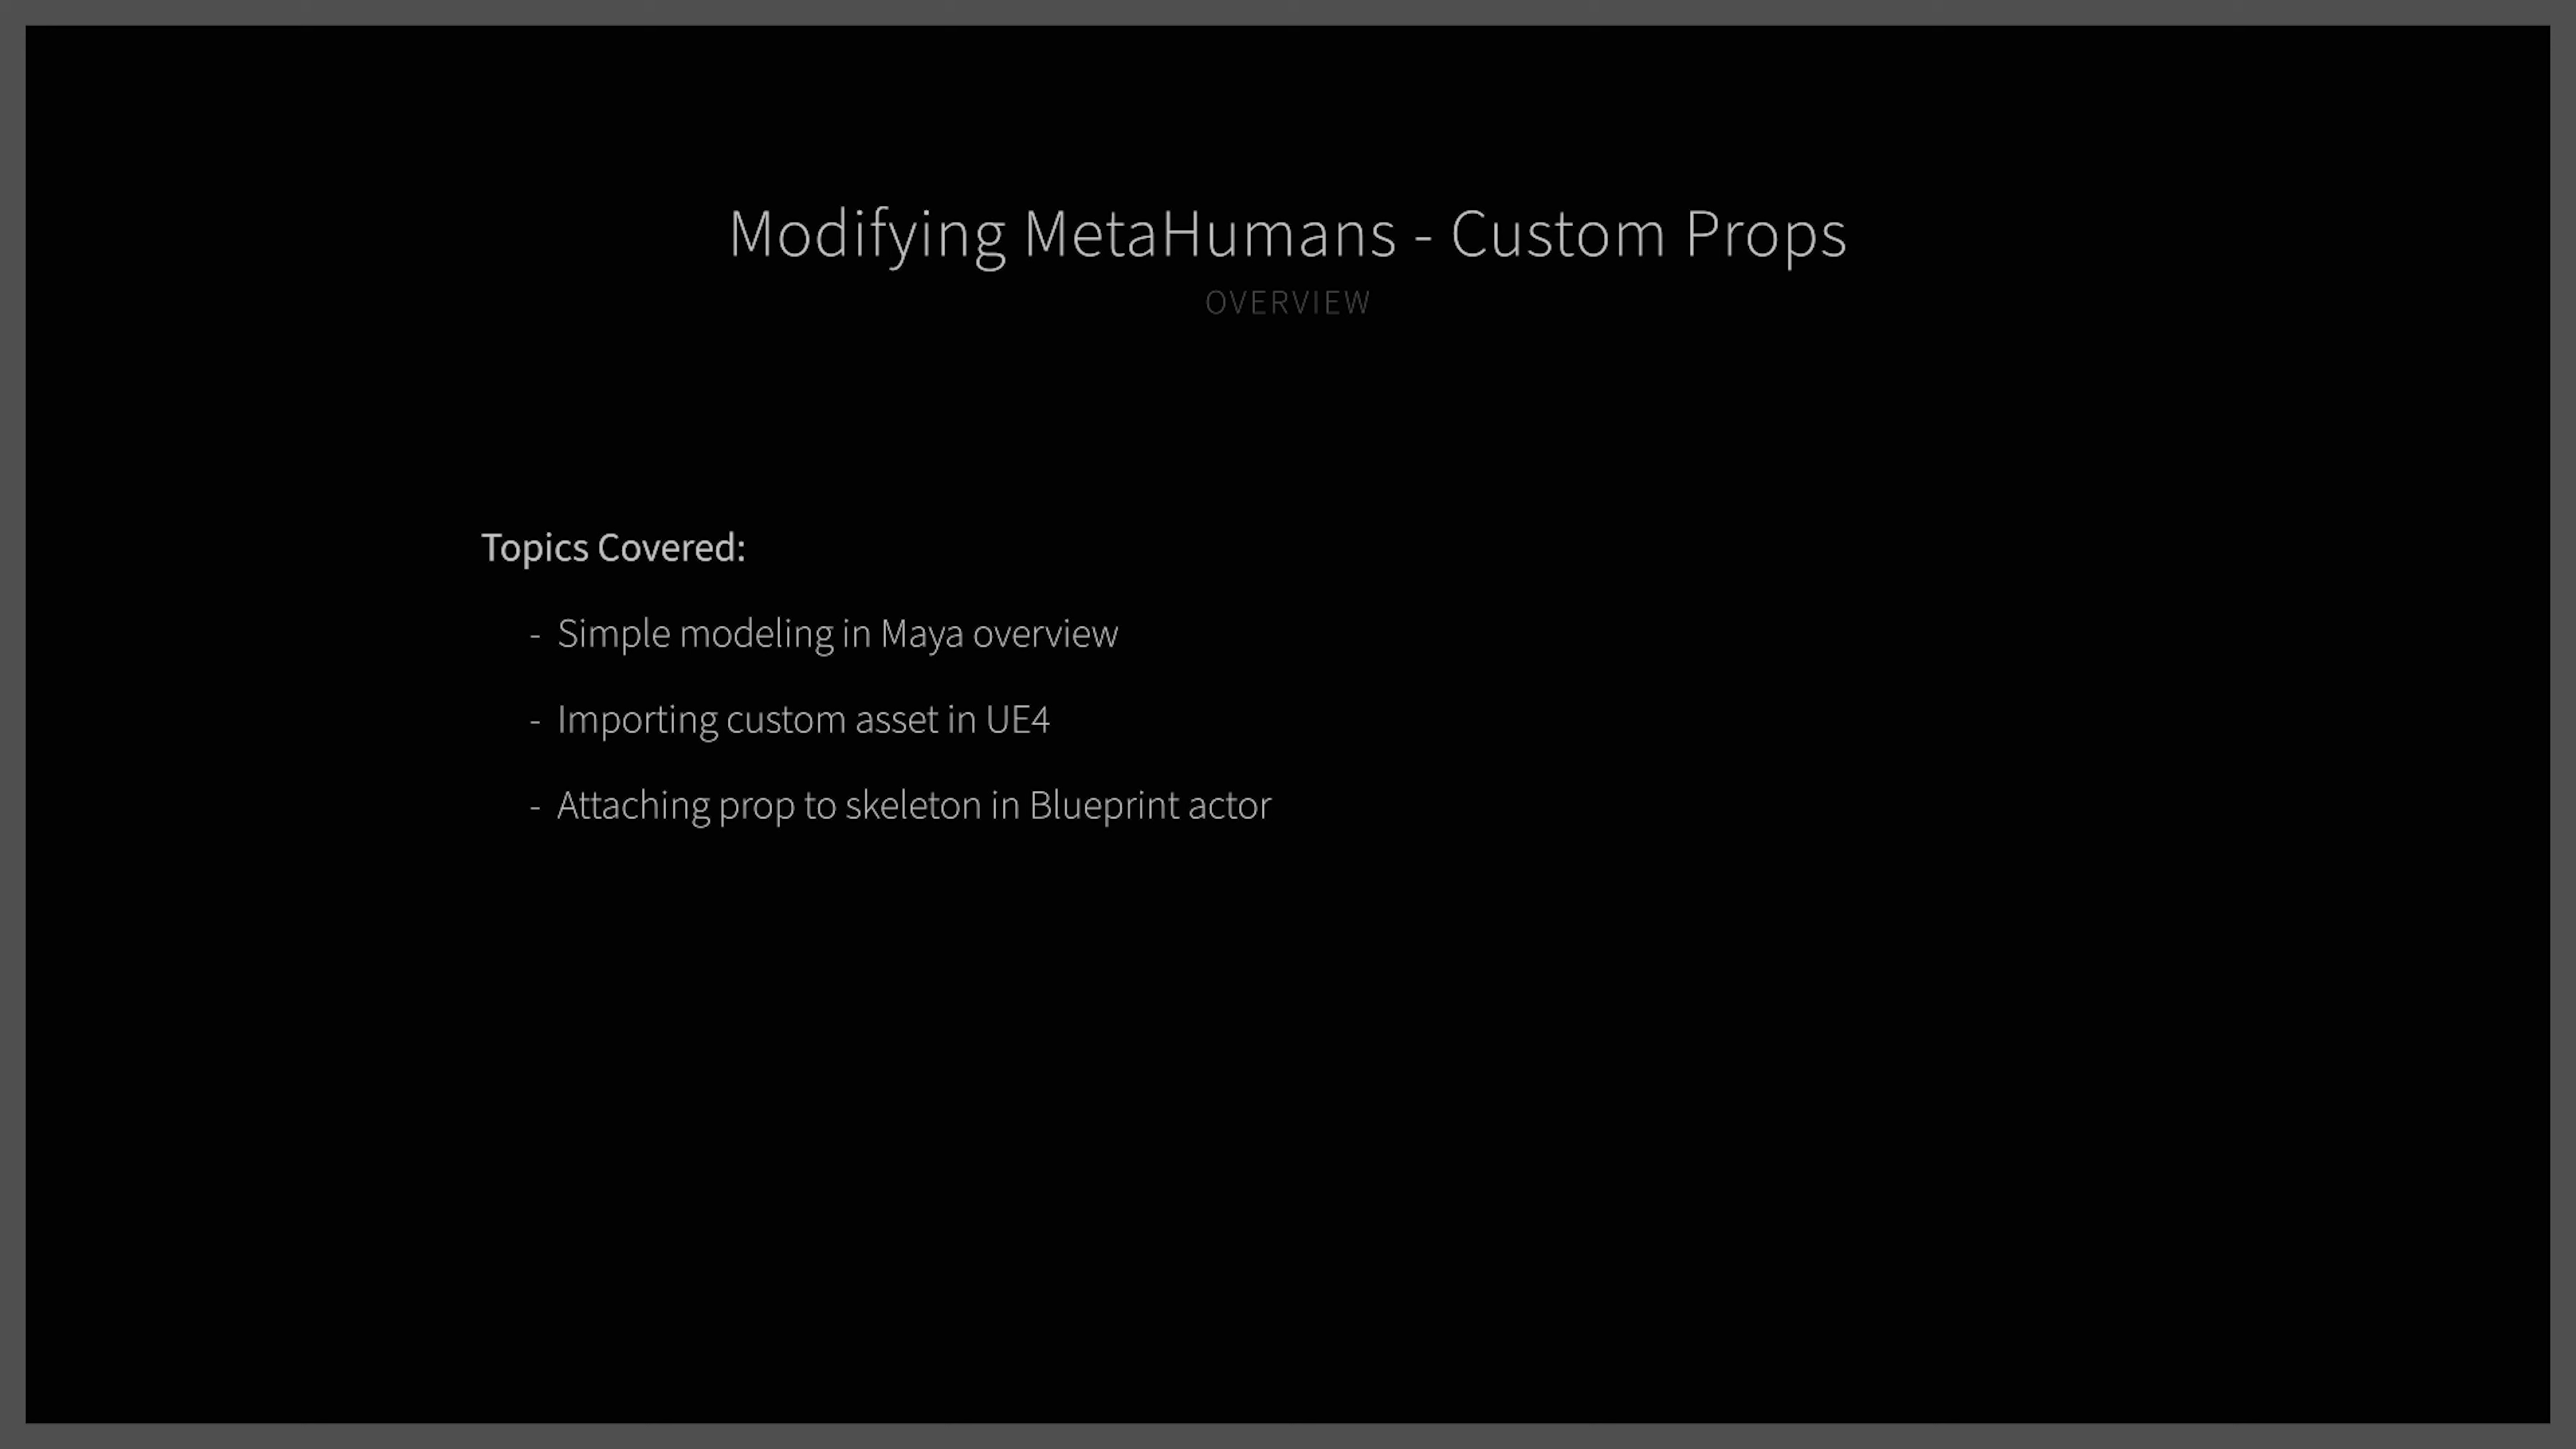 Modifying MetaHumans - Custom Props
OVERVIEW
Topics Covered:
- Simple modeling in Maya overview
- Importing custom asset in UE4
- Attaching prop to skeleton in Blueprint actor